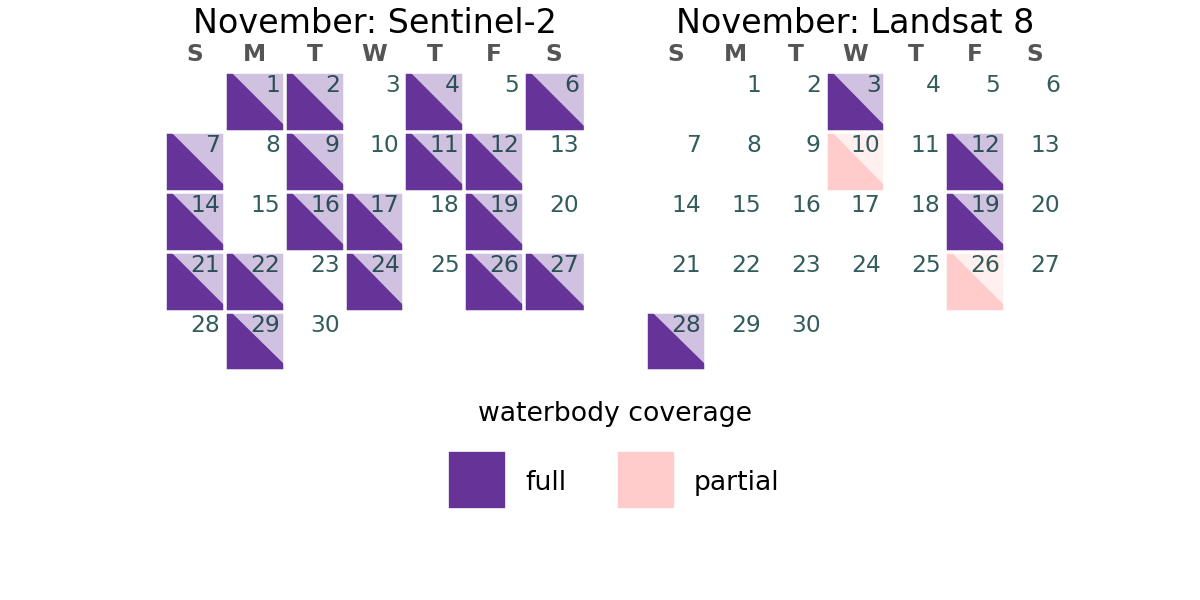 November: Sentinel-2
S M T W T F S
1 2 3 4 5 6
7 8 9 10 11 12 13
14 15 16 17 18 19 20
21 22 23 24 25 26 27
28 29 30
November: Landsat 8
S M T W T F S
1 2 3 4 5 6
7 8 9 10 11 12 13
14 15 16 17 18 19 20
21 22 23 24 25 26 27
28 29 30
waterbody coverage
full partial